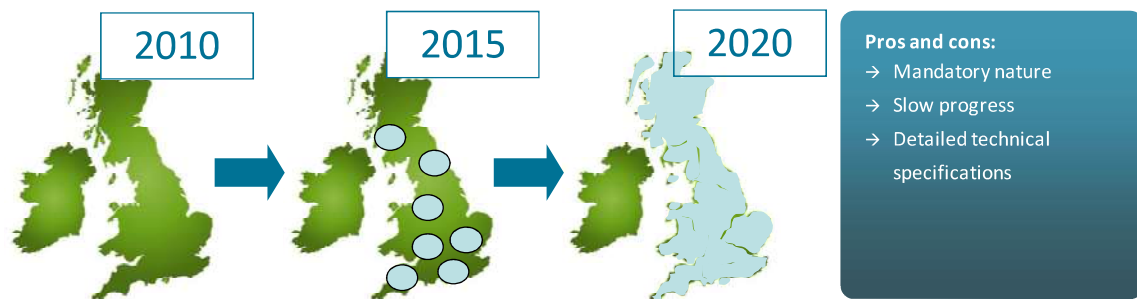 2010
2015
2020
Pros and cons:
→ Mandatory nature
→ Slow progress
→ Detailed technical
specifications